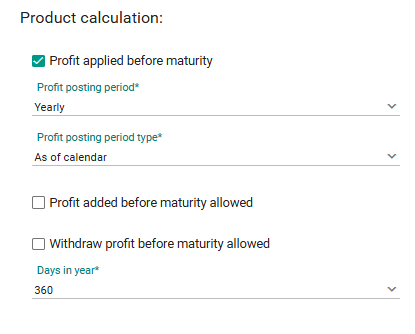 Product calculation:
Profit applied before maturity
Profit posting period*
Yearly
Profit posting period type*
As of calendar
Profit added before maturity allowed
Withdraw profit before maturity allowed
Days in year*
360